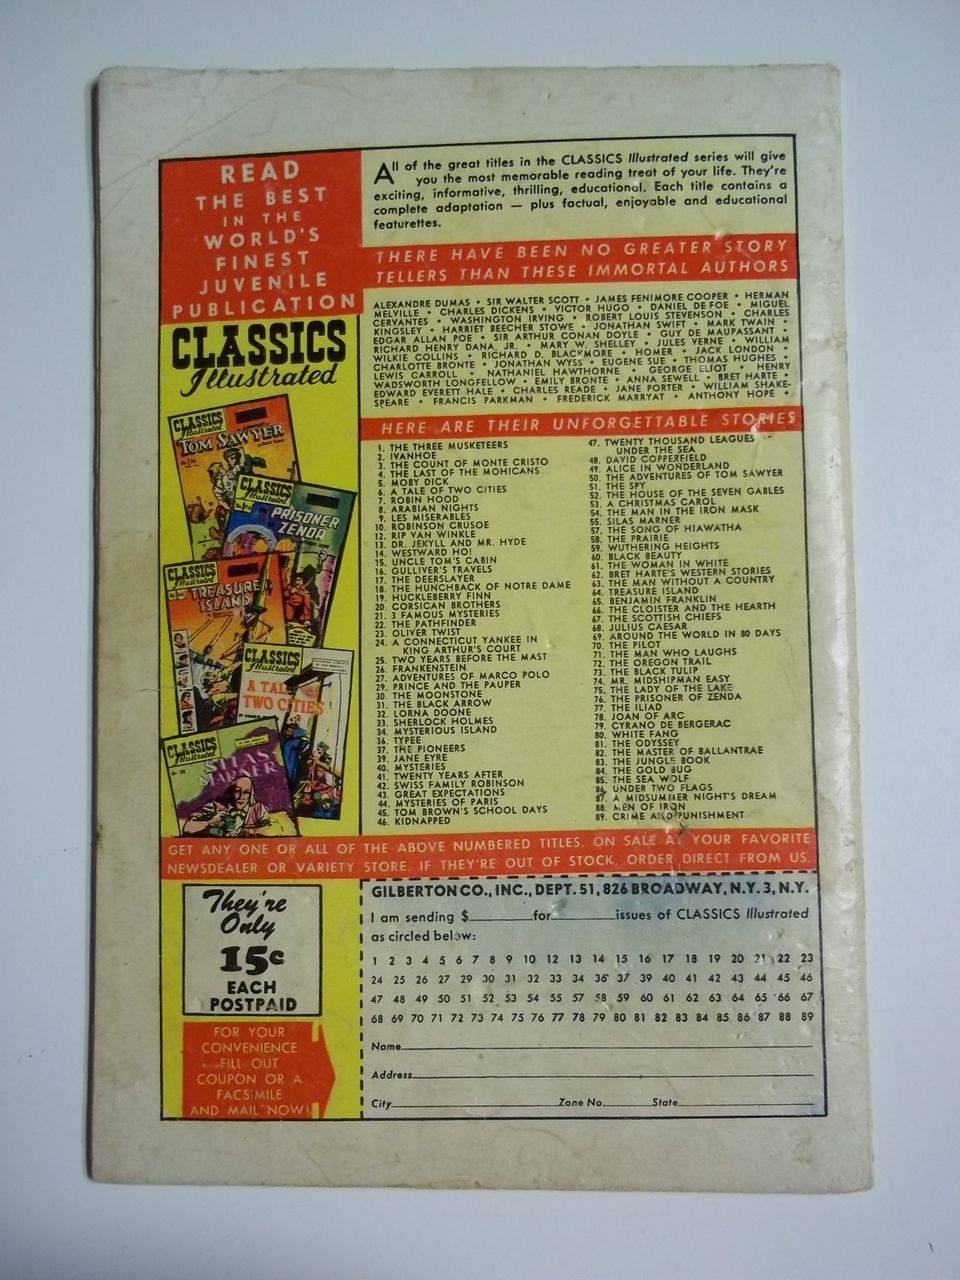 READ
THE BEST
IN THE
WORLD'S
FINEST
JUVENILE
PUBLICATION
CLASSICS
Illustrated
CLASSICS
Illustrated
TOM SAWYER
CLASSICS
Illustrated
PRISONER
ZENDA
CLASSICS
Illustrated
TREASURE
ISLAND
CLASSICS
Illustrated
A TALE OF
TWO CITIES
CLASSICS
Illustrated
SILAS
MARNER
All of the great titles in the CLASSICS Illustrated series will give
you the most memorable reading treat of your life. They're
exciting, informative, thrilling, educational. Each title contains a
complete adaptation — plus factual, enjoyable and educational
featurettes.
THERE HAVE BEEN NO GREATER STORY
TELLERS THAN THESE IMMORTAL AUTHORS
ALEXANDRE DUMAS • SIR WALTER SCOTT • JAMES FENIMORE COOPER • HERMAN
MELVILLE • CHARLES DICKENS • VICTOR HUGO • DANIEL DE FOE • MIGUEL
CERVANTES • WASHINGTON IRVING • ROBERT LOUIS STEVENSON • CHARLES
KINGSLEY • HARRIET BEECHER STOWE • JONATHAN SWIFT • MARK TWAIN •
EDGAR ALLAN POE • SIR ARTHUR CONAN DOYLE • GUY DE MAUPASSANT •
RICHARD HENRY DANA, JR. • MARY W. SHELLEY • JULES VERNE • WILLIAM
WILKIE COLLINS • RICHARD D. BLACKMORE • HOMER • JACK LONDON •
CHARLOTTE BRONTE • JONATHAN WYSS • EUGENE SUE • THOMAS HUGHES •
LEWIS CARROLL • NATHANIEL HAWTHORNE • GEORGE ELIOT • HENRY
WADSWORTH LONGFELLOW • EMILY BRONTE • ANNA SEWELL • BRET HARTE •
EDWARD EVERETT HALE • CHARLES READE • JANE PORTER • WILLIAM SHAKE-
SPEARE • FRANCIS PARKMAN • FREDERICK MARRYAT • ANTHONY HOPE •
HERE ARE THEIR UNFORGETTABLE STORIES
1. THE THREE MUSKETEERS
2. IVANHOE
3. THE COUNT OF MONTE CRISTO
4. THE LAST OF THE MOHICANS
5. MOBY DICK
6. A TALE OF TWO CITIES
7. ROBIN HOOD
8. ARABIAN NIGHTS
9. LES MISERABLES
10. ROBINSON CRUSOE
12. RIP VAN WINKLE
13. DR. JEKYLL AND MR. HYDE
14. WESTWARD HO!
15. UNCLE TOM'S CABIN
16. GULLIVER'S TRAVELS
17. THE DEERSLAYER
18. THE HUNCHBACK OF NOTRE DAME
19. HUCKLEBERRY FINN
20. CORSICAN BROTHERS
21. 3 FAMOUS MYSTERIES
22. THE PATHFINDER
23. OLIVER TWIST
24. A CONNECTICUT YANKEE IN
KING ARTHUR'S COURT
25. TWO YEARS BEFORE THE MAST
26. FRANKENSTEIN
27. ADVENTURES OF MARCO POLO
29. PRINCE AND THE PAUPER
30. THE MOONSTONE
31. THE BLACK ARROW
32. LORNA DOONE
33. SHERLOCK HOLMES
34. MYSTERIOUS ISLAND
36. TYPEE
37. THE PIONEERS
39. JANE EYRE
40. MYSTERIES
41. TWENTY YEARS AFTER
42. SWISS FAMILY ROBINSON
43. GREAT EXPECTATIONS
44. MYSTERIES OF PARIS
45. TOM BROWN'S SCHOOL DAYS
46. KIDNAPPED
47. TWENTY THOUSAND LEAGUES
UNDER THE SEA
48. DAVID COPPERFIELD
49. ALICE IN WONDERLAND
50. THE ADVENTURES OF TOM SAWYER
51. THE SPY
52. THE HOUSE OF THE SEVEN GABLES
53. A CHRISTMAS CAROL
54. THE MAN IN THE IRON MASK
55. SILAS MARNER
57. THE SONG OF HIAWATHA
58. THE PRAIRIE
59. WUTHERING HEIGHTS
60. BLACK BEAUTY
61. THE WOMAN IN WHITE
62. BRET HARTE'S WESTERN STORIES
63. THE MAN WITHOUT A COUNTRY
64. TREASURE ISLAND
65. BENJAMIN FRANKLIN
66. THE CLOISTER AND THE HEARTH
67. THE SCOTTISH CHIEFS
68. JULIUS CAESAR
69. AROUND THE WORLD IN 80 DAYS
70. THE PILOT
71. THE MAN WHO LAUGHS
72. THE OREGON TRAIL
73. THE BLACK TULIP
74. MR. MIDSHIPMAN EASY
75. THE LADY OF THE LAKE
76. THE PRISONER OF ZENDA
77. THE ILIAD
78. JOAN OF ARC
79. CYRANO DE BERGERAC
80. WHITE FANG
81. THE ODYSSEY
82. THE MASTER OF BALLANTRAE
83. THE JUNGLE BOOK
84. THE GOLD BUG
85. THE SEA WOLF
86. UNDER TWO FLAGS
87. A MIDSUMMER NIGHT'S DREAM
88. MEN OF IRON
89. CRIME AND PUNISHMENT
GET ANY ONE OR ALL OF THE ABOVE NUMBERED TITLES. ON SALE AT YOUR FAVORITE
NEWSDEALER OR VARIETY STORE. IF THEY'RE OUT OF STOCK, ORDER DIRECT FROM US.
They're
Only
15c
EACH
POSTPAID
FOR YOUR
CONVENIENCE
FILL OUT
COUPON OR A
FACSIMILE
AND MAIL NOW!
GILBERTON CO., INC., DEPT. 51, 826 BROADWAY, N.Y. 3, N.Y.
I am sending $ for issues of CLASSICS Illustrated
as circled below:
1 2 3 4 5 6 7 8 9 10 12 13 14 15 16 17 18 19 20 21 22 23
24 25 26 27 29 30 31 32 33 34 36 37 39 40 41 42 43 44 45 46
47 48 49 50 51 52 53 54 55 57 58 59 60 61 62 63 64 65 66 67
68 69 70 71 72 73 74 75 76 77 78 79 80 81 82 83 84 85 86 87 88 89
Name
Address
City Zone No. State